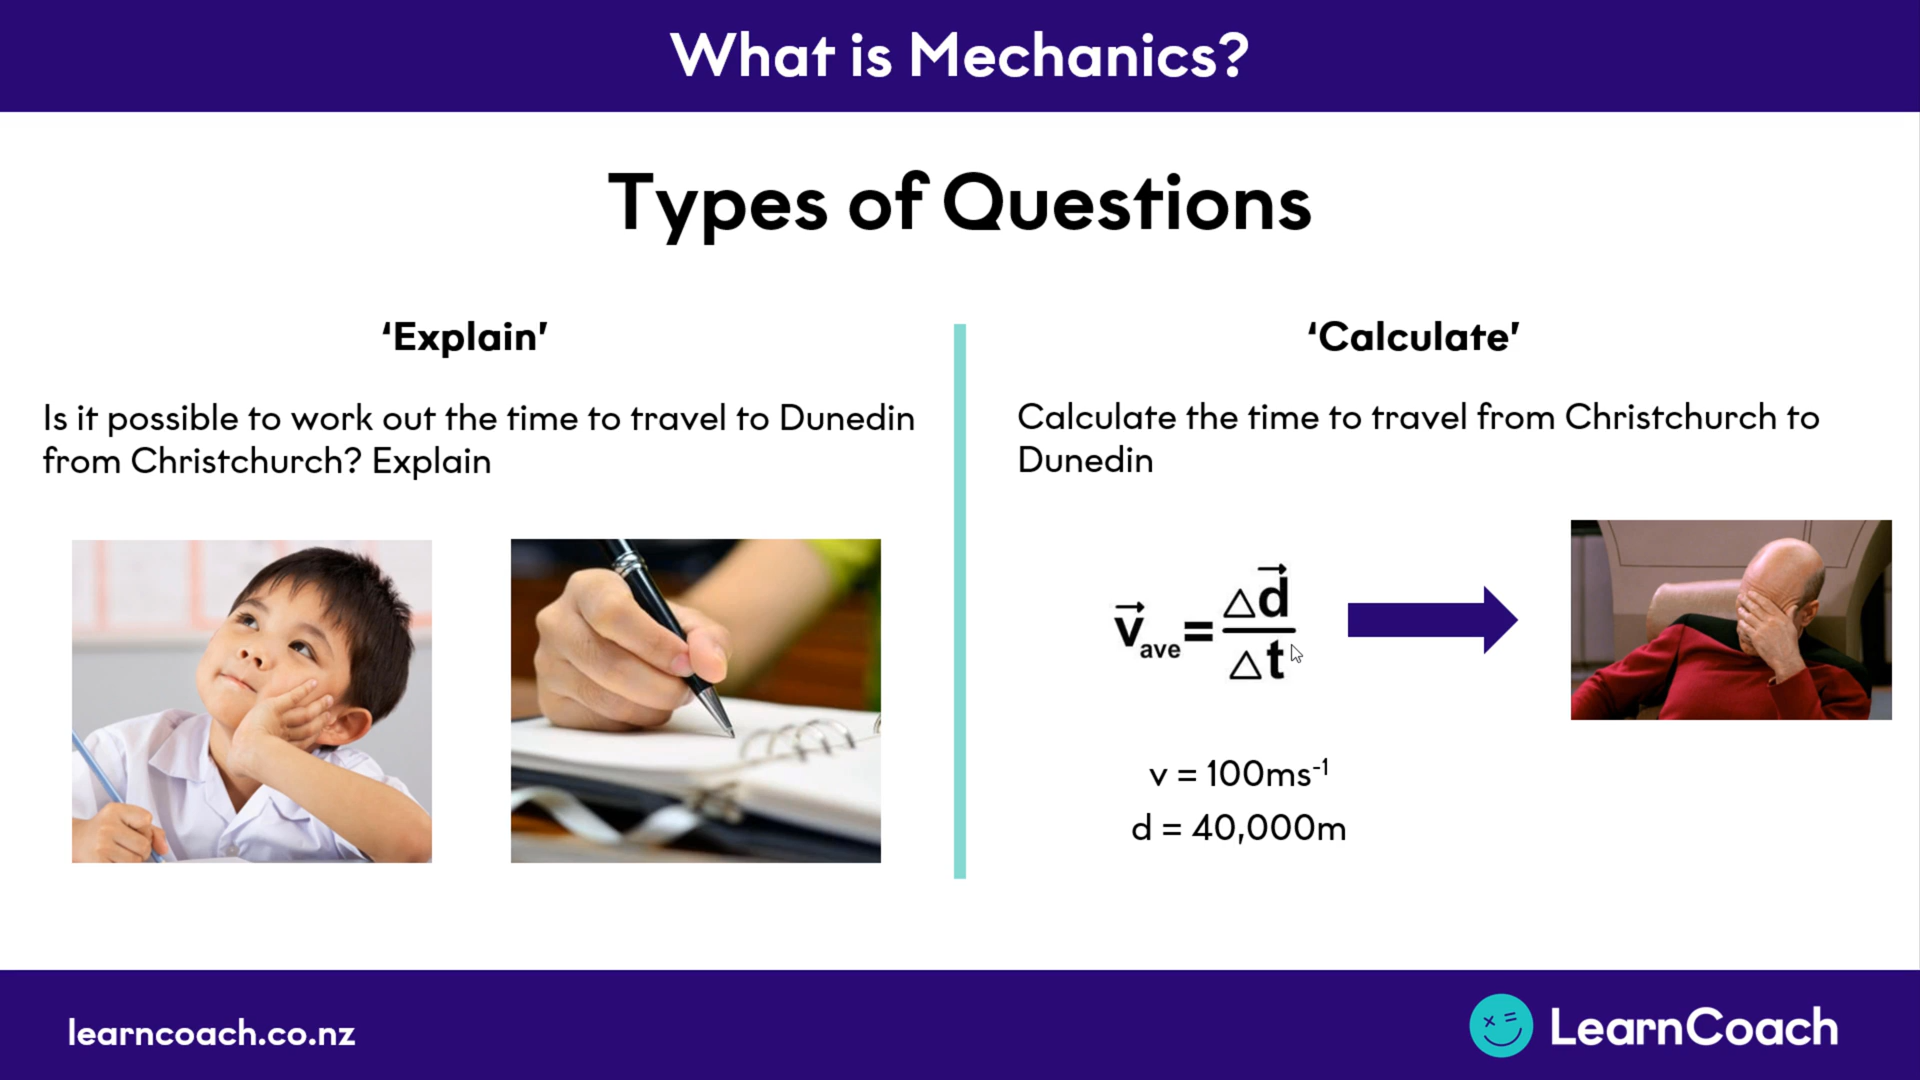 What is Mechanics?
Types of Questions
‘Explain’
Is it possible to work out the time to travel to Dunedin
from Christchurch? Explain
‘Calculate’
Calculate the time to travel from Christchurch to
Dunedin
v⃗ave = Δd⃗ / Δt
v = 100ms⁻¹
d = 40,000m
learncoach.co.nz
LearnCoach